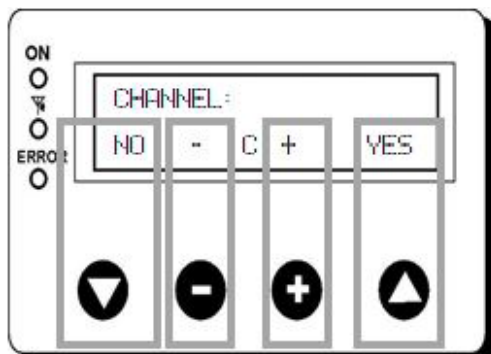 ON
ERROR
CHANNEL:
NO - C + YES
- +